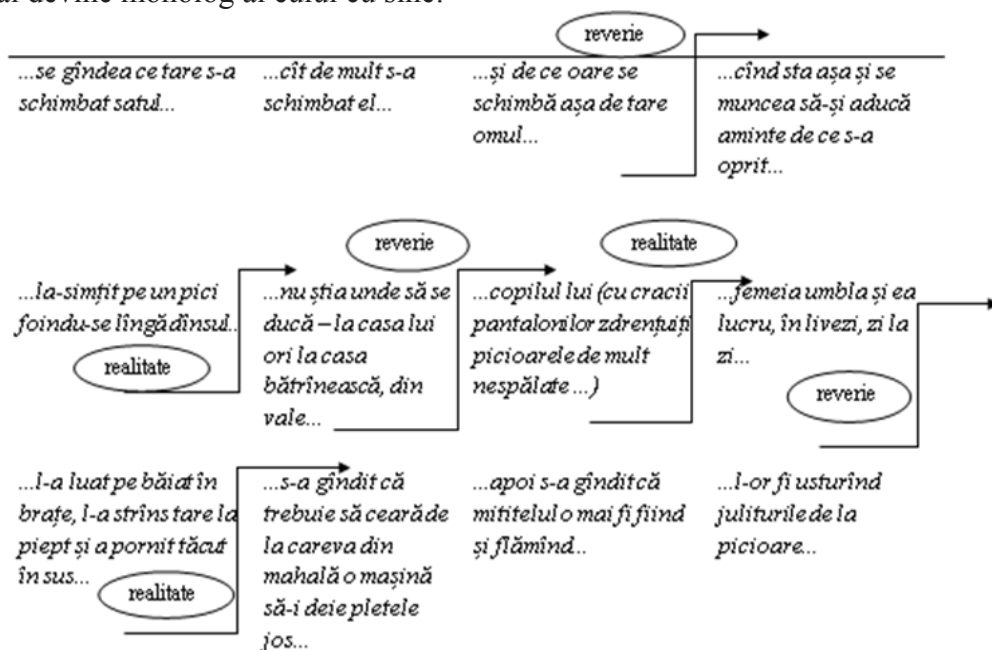 al devine monolog al eului cu sine.
reverie
...se gîndea ce tare s-a
schimbat satul...
...cît de mult s-a
schimbat el...
...și de ce oare se
schimbă așa de tare
omul...
...cînd sta așa și se
muncea să-și aducă
aminte de ce s-a
oprit...
reverie
realitate
...la-simțit pe un pici
foindu-se lîngă dînsul...
realitate
...nu știa unde să se
ducă – la casa lui
ori la casa
bătrînească, din
vale...
...copilul lui (cu cracii
pantalonilor zdrențuiți
picioarele de mult
nespălate ...)
...femeia umbla și ea
lucru, în livezi, zi la
zi...
reverie
...l-a luat pe băiat în
brațe, l-a strîns tare la
piept și a pornit tăcut
în sus...
realitate
...s-a gîndit că
trebuie să ceară de
la careva din
mahală o mașină
să-i deie pletele
jos...
...apoi s-a gîndit că
mititelul o mai fi fiind
și flămînd...
...l-or fi usturînd
juliturile de la
picioare...